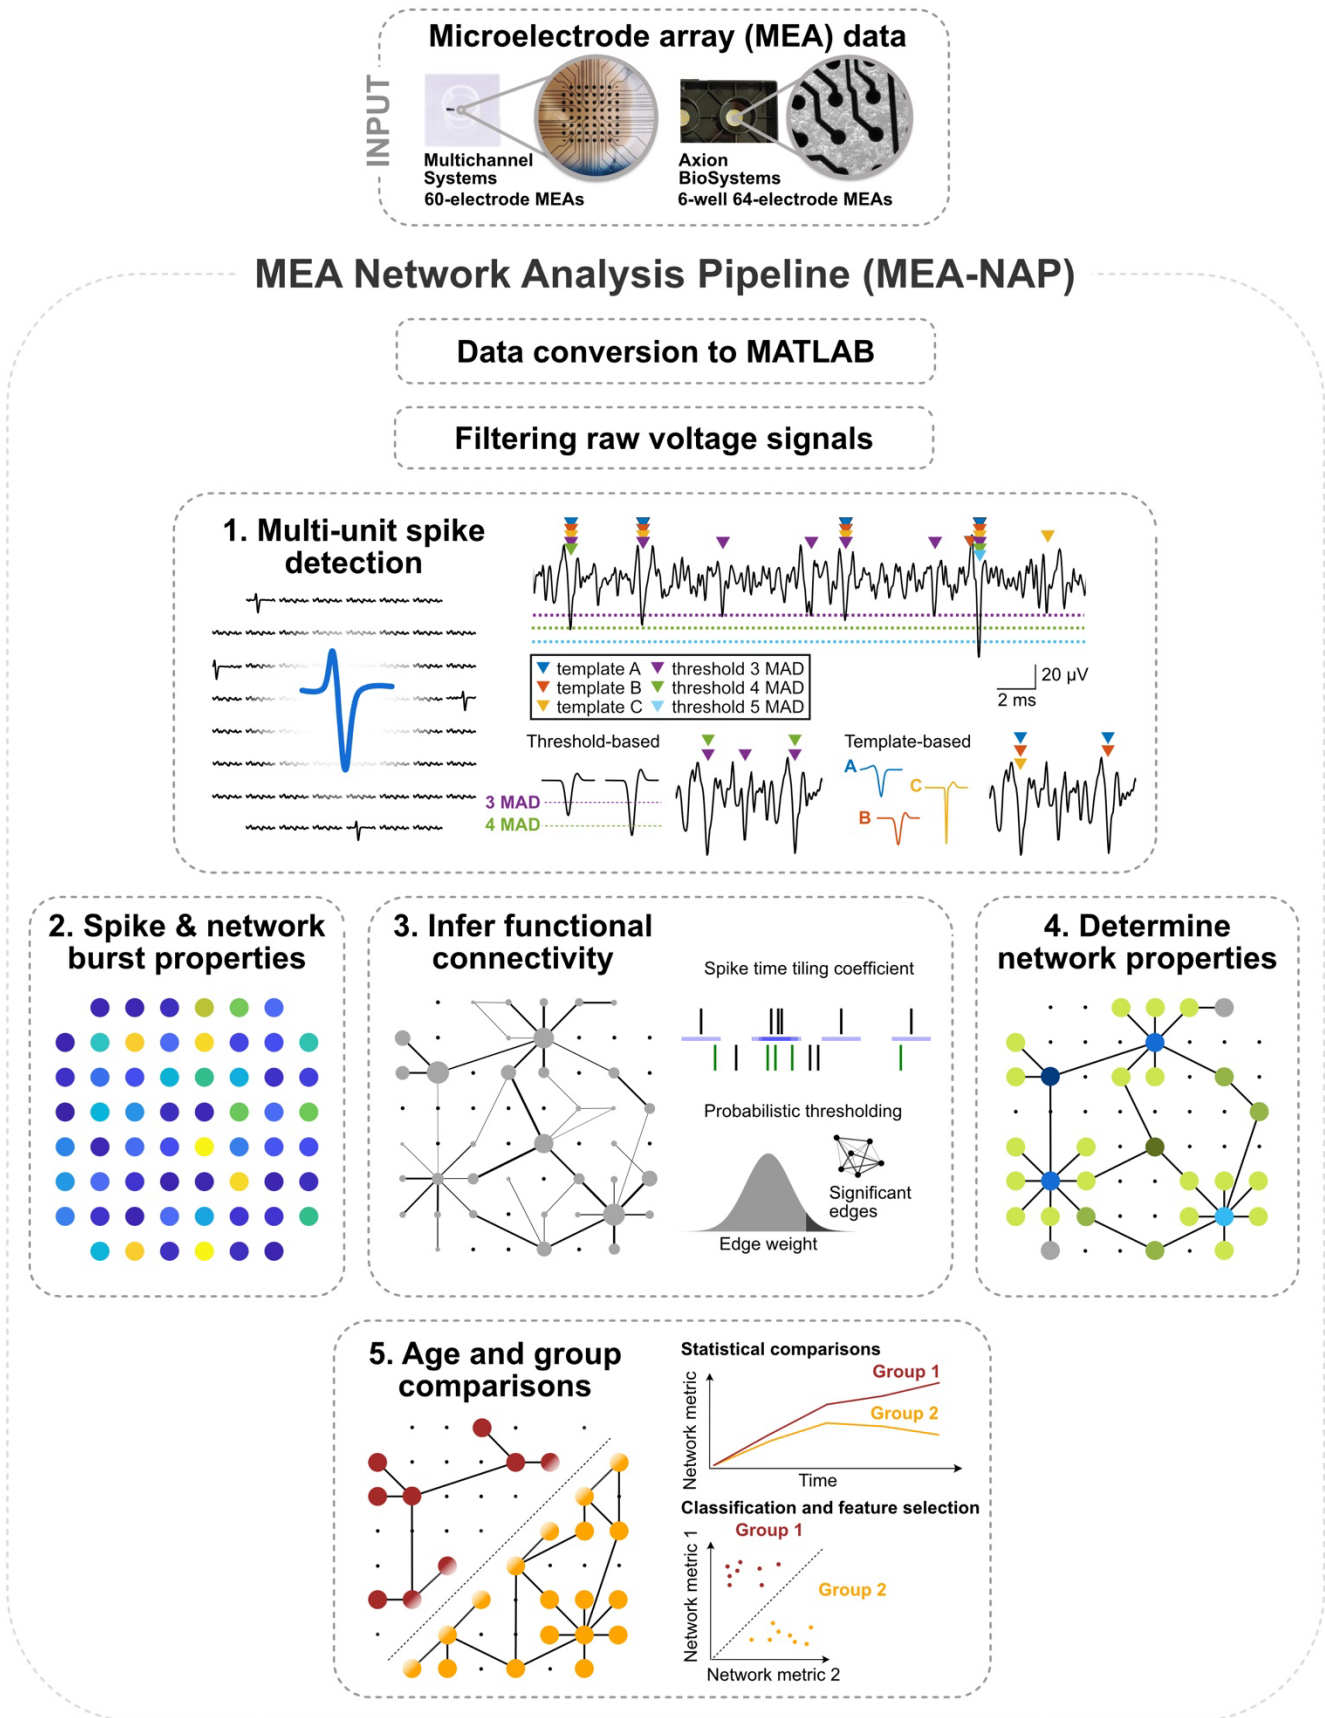 Microelectrode array (MEA) data
INPUT
Multichannel
Systems
60-electrode MEAs
Axion
BioSystems
6-well 64-electrode MEAs
MEA Network Analysis Pipeline (MEA-NAP)
Data conversion to MATLAB
Filtering raw voltage signals
1. Multi-unit spike
detection
template A
template B
template C
threshold 3 MAD
threshold 4 MAD
threshold 5 MAD
20 µV
2 ms
Threshold-based
3 MAD
4 MAD
Template-based
A
B
C
2. Spike & network
burst properties
3. Infer functional
connectivity
Spike time tiling coefficient
Probabilistic thresholding
Significant
edges
Edge weight
4. Determine
network properties
5. Age and group
comparisons
Statistical comparisons
Network metric
Group 1
Group 2
Time
Classification and feature selection
Network metric 1
Group 1
Group 2
Network metric 2